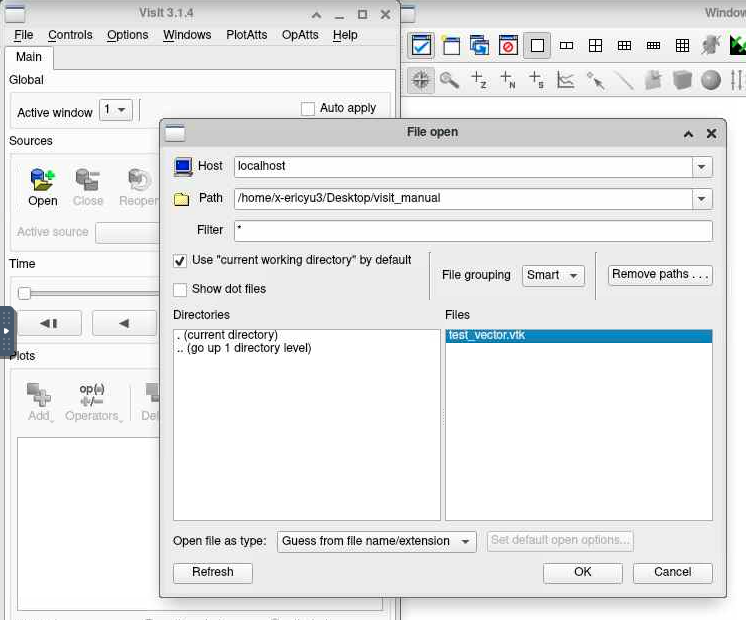 Visit 3.1.4
Window
File Controls Options Windows PlotAtts OpAtts Help
Main
Global
Active window 1 Auto apply
Sources
Open Close Reopen
Active source
Time
Plots
op(₀)
+/-
Add Operators Del
File open
Host localhost
Path /home/x-ericyu3/Desktop/visit_manual
Filter *
Use "current working directory" by default
File grouping Smart Remove paths . . .
Show dot files
Directories Files
. (current directory)
.. (go up 1 directory level)
test_vector.vtk
Open file as type: Guess from file name/extension Set default open options...
Refresh OK Cancel